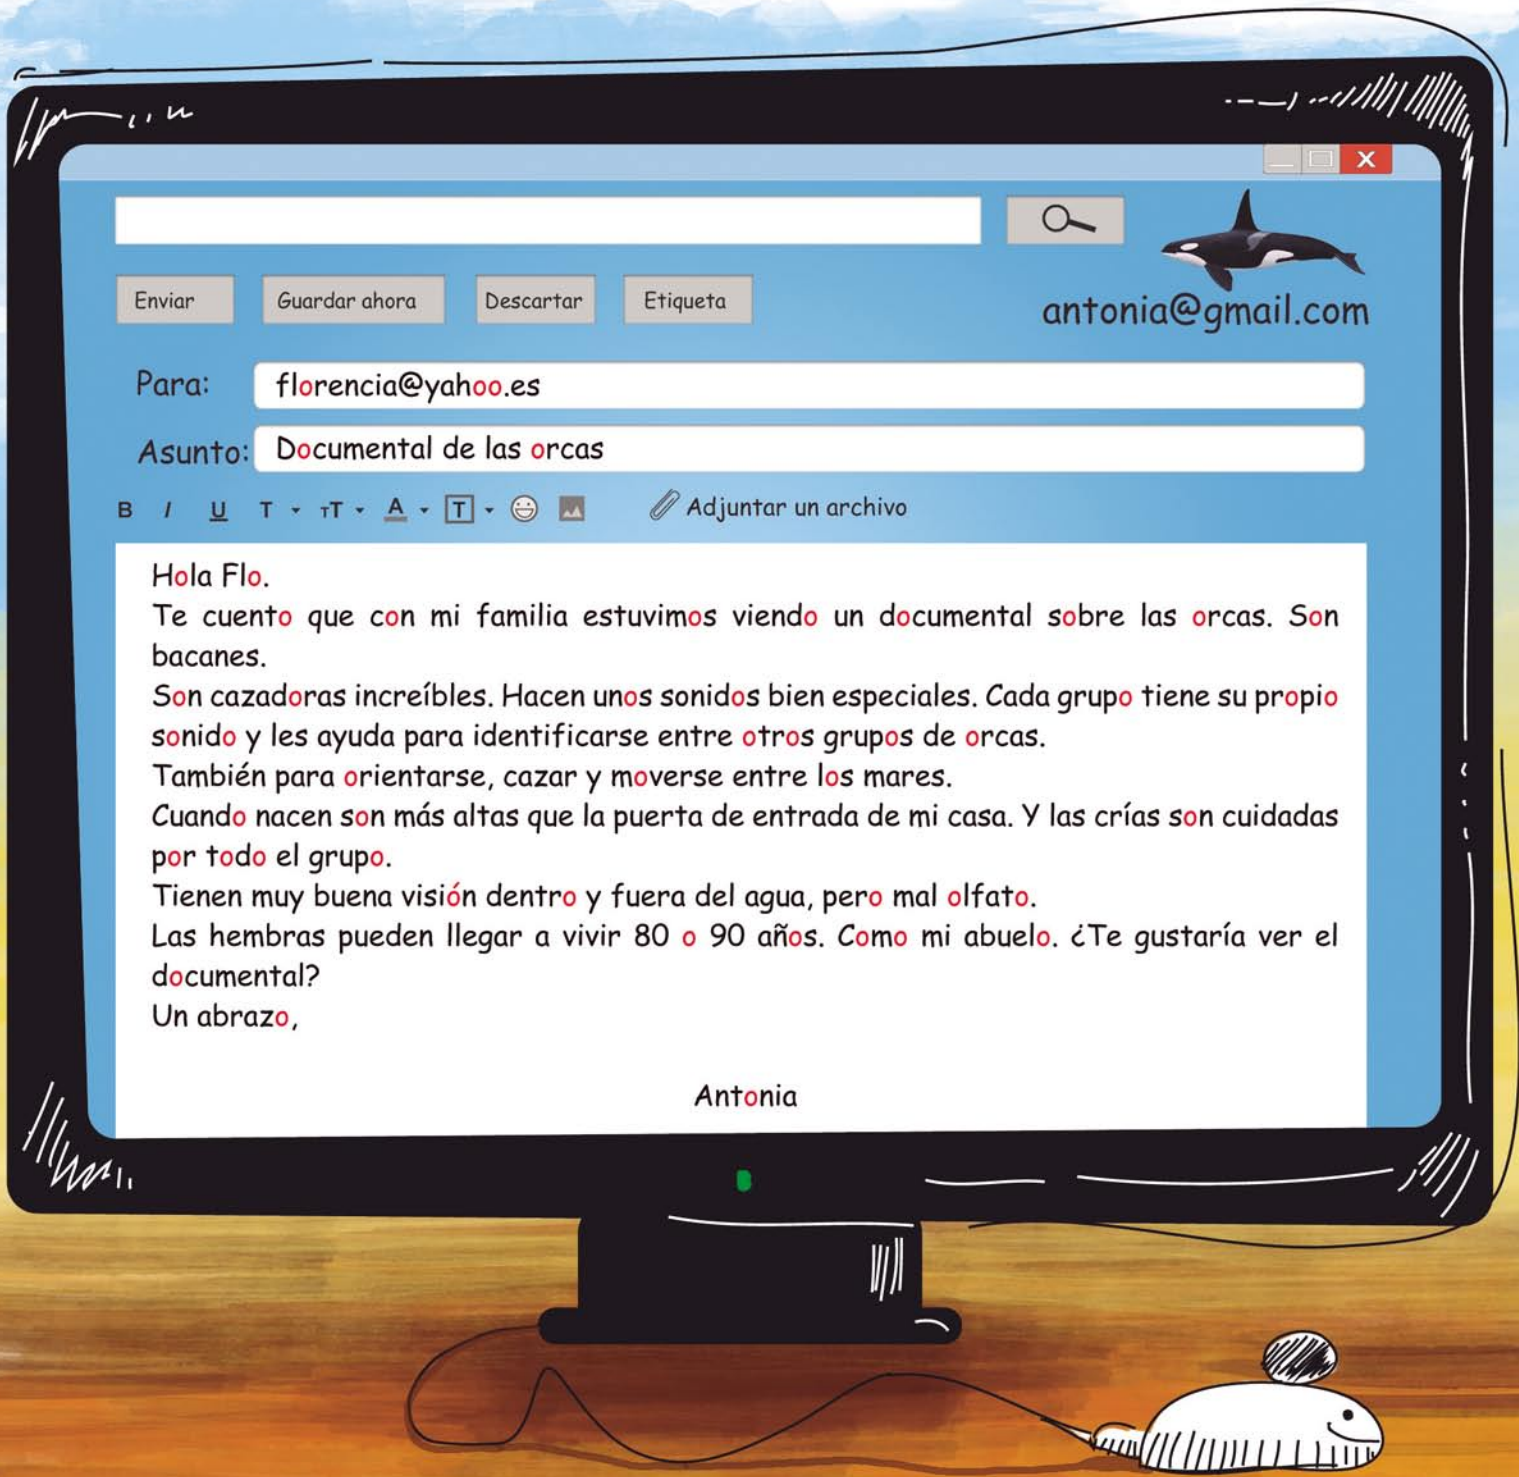 X
Enviar Guardar ahora Descartar Etiqueta
antonia@gmail.com
Para: florencia@yahoo.es
Asunto: Documental de las orcas
B I U T TT A T Adjuntar un archivo
Hola Flo.
Te cuento que con mi familia estuvimos viendo un documental sobre las orcas. Son
bacanes.
Son cazadoras increíbles. Hacen unos sonidos bien especiales. Cada grupo tiene su propio
sonido y les ayuda para identificarse entre otros grupos de orcas.
También para orientarse, cazar y moverse entre los mares.
Cuando nacen son más altas que la puerta de entrada de mi casa. Y las crías son cuidadas
por todo el grupo.
Tienen muy buena visión dentro y fuera del agua, pero mal olfato.
Las hembras pueden llegar a vivir 80 o 90 años. Como mi abuelo. ¿Te gustaría ver el
documental?
Un abrazo,
Antonia